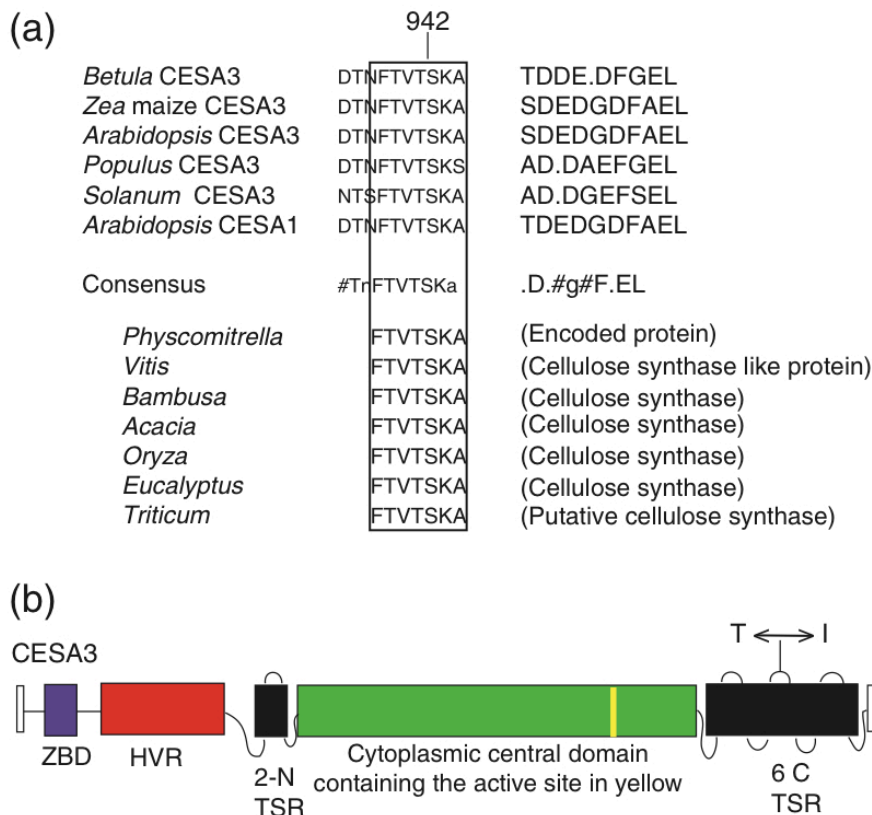 (a)
942
Betula CESA3 DTNFTVTSKA TDDE.DFGEL
Zea maize CESA3 DTNFTVTSKA SDEDGDFAEL
Arabidopsis CESA3 DTNFTVTSKA SDEDGDFAEL
Populus CESA3 DTNFTVTSKS AD.DAEFGEL
Solanum CESA3 NTSFTVTSKA AD.DGEFSEL
Arabidopsis CESA1 DTNFTVTSKA TDEDGDFAEL
Consensus #TnFTVTSKa .D.#g#F.EL
Physcomitrella FTVTSKA (Encoded protein)
Vitis FTVTSKA (Cellulose synthase like protein)
Bambusa FTVTSKA (Cellulose synthase)
Acacia FTVTSKA (Cellulose synthase)
Oryza FTVTSKA (Cellulose synthase)
Eucalyptus FTVTSKA (Cellulose synthase)
Triticum FTVTSKA (Putative cellulose synthase)
(b)
T I
CESA3
ZBD
HVR
2-N
TSR
Cytoplasmic central domain
containing the active site in yellow
6 C
TSR